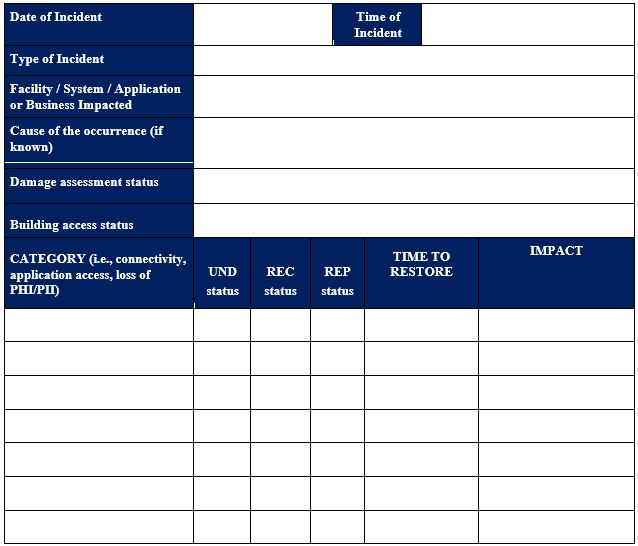 Date of Incident
Time of
Incident
Type of Incident
Facility / System / Application
or Business Impacted
Cause of the occurrence (if
known)
Damage assessment status
Building access status
CATEGORY (i.e., connectivity,
application access, loss of
PHI/PII)
UND
status
REC
status
REP
status
TIME TO
RESTORE
IMPACT